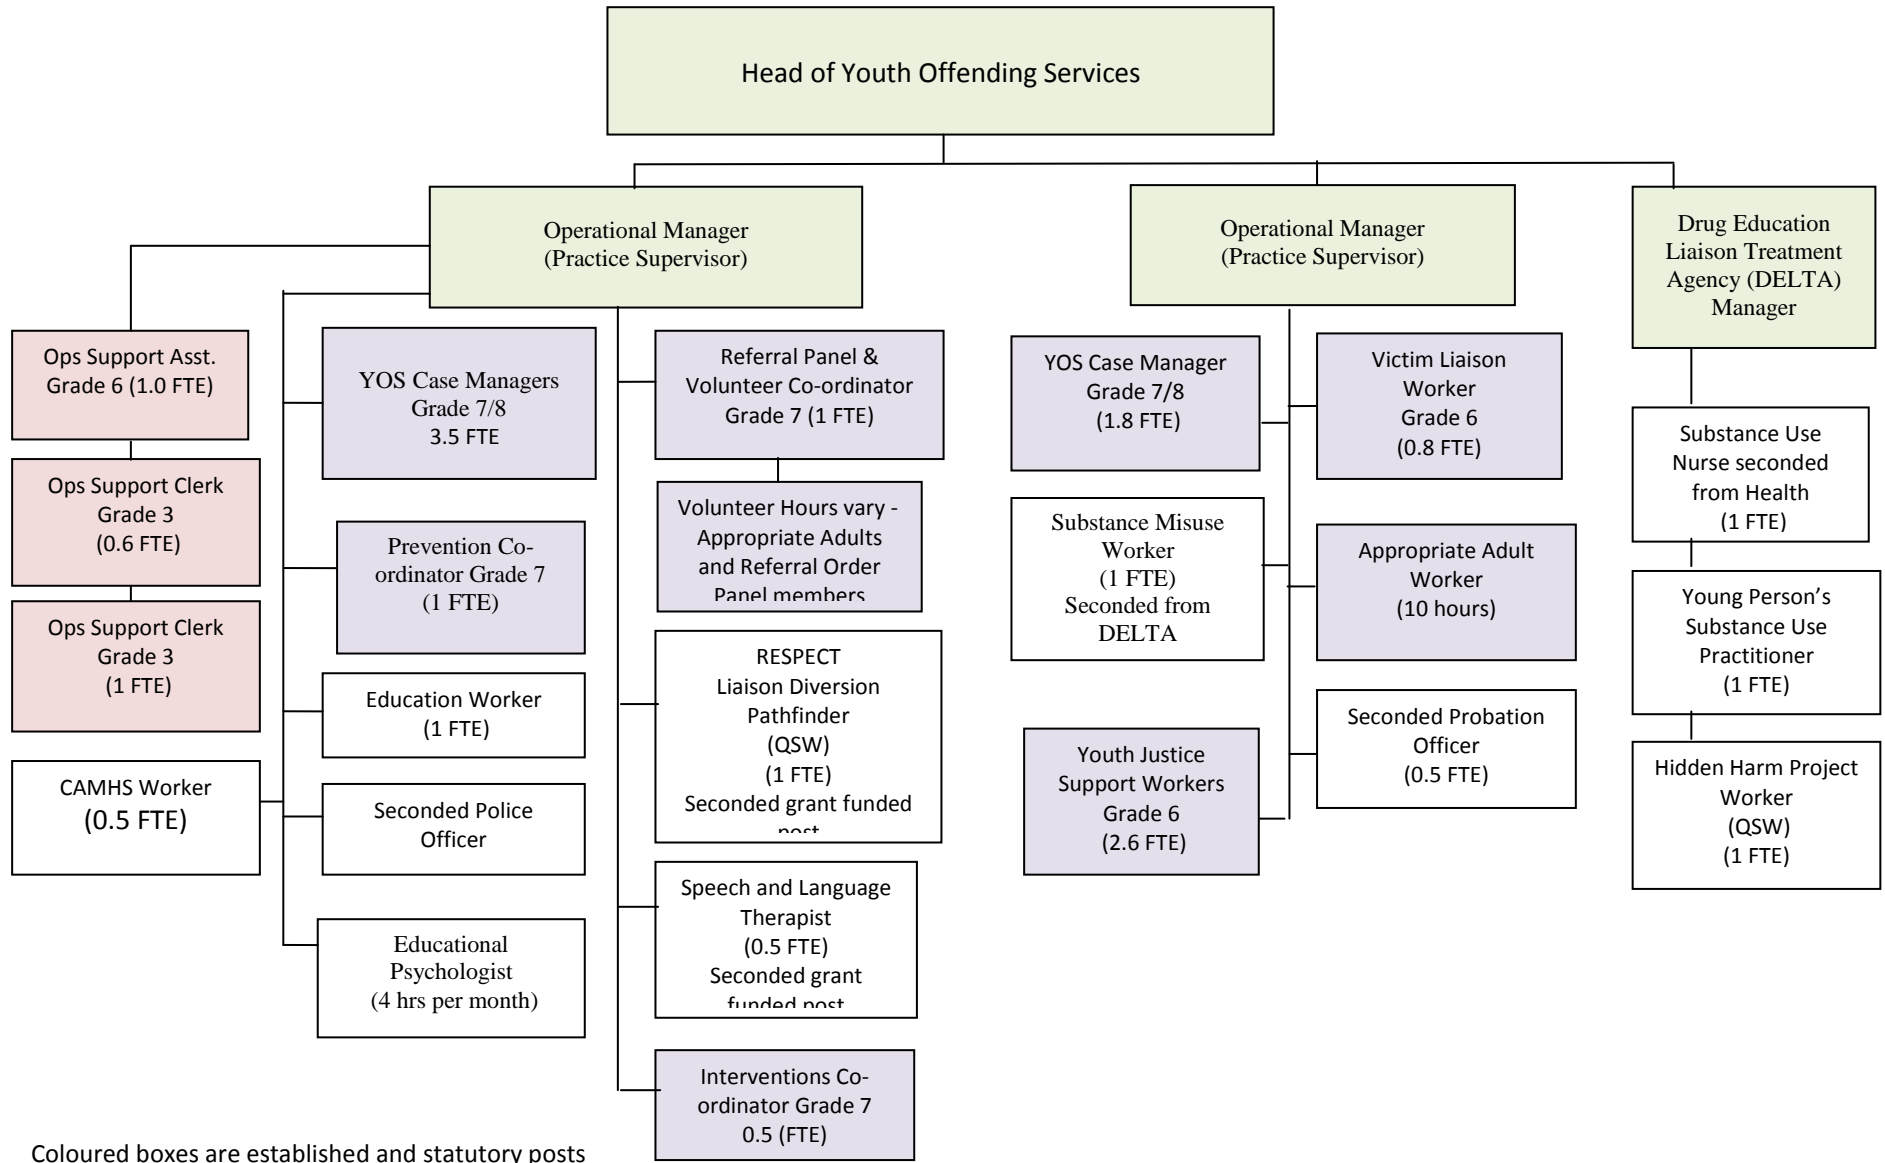 Head of Youth Offending Services
Operational Manager
(Practice Supervisor)
Operational Manager
(Practice Supervisor)
Drug Education
Liaison Treatment
Agency (DELTA)
Manager
Ops Support Asst.
Grade 6 (1.0 FTE)
Ops Support Clerk
Grade 3
(0.6 FTE)
Ops Support Clerk
Grade 3
(1 FTE)
CAMHS Worker
(0.5 FTE)
YOS Case Managers
Grade 7/8
3.5 FTE
Prevention Co-
ordinator Grade 7
(1 FTE)
Education Worker
(1 FTE)
Seconded Police
Officer
Educational
Psychologist
(4 hrs per month)
Referral Panel &
Volunteer Co-ordinator
Grade 7 (1 FTE)
Volunteer Hours vary -
Appropriate Adults
and Referral Order
Panel members
RESPECT
Liaison Diversion
Pathfinder
(QSW)
(1 FTE)
Seconded grant funded
post
Speech and Language
Therapist
(0.5 FTE)
Seconded grant
funded post
Interventions Co-
ordinator Grade 7
0.5 (FTE)
YOS Case Manager
Grade 7/8
(1.8 FTE)
Substance Misuse
Worker
(1 FTE)
Seconded from
DELTA
Youth Justice
Support Workers
Grade 6
(2.6 FTE)
Victim Liaison
Worker
Grade 6
(0.8 FTE)
Appropriate Adult
Worker
(10 hours)
Seconded Probation
Officer
(0.5 FTE)
Substance Use
Nurse seconded
from Health
(1 FTE)
Young Person's
Substance Use
Practitioner
(1 FTE)
Hidden Harm Project
Worker
(QSW)
(1 FTE)
Coloured boxes are established and statutory posts